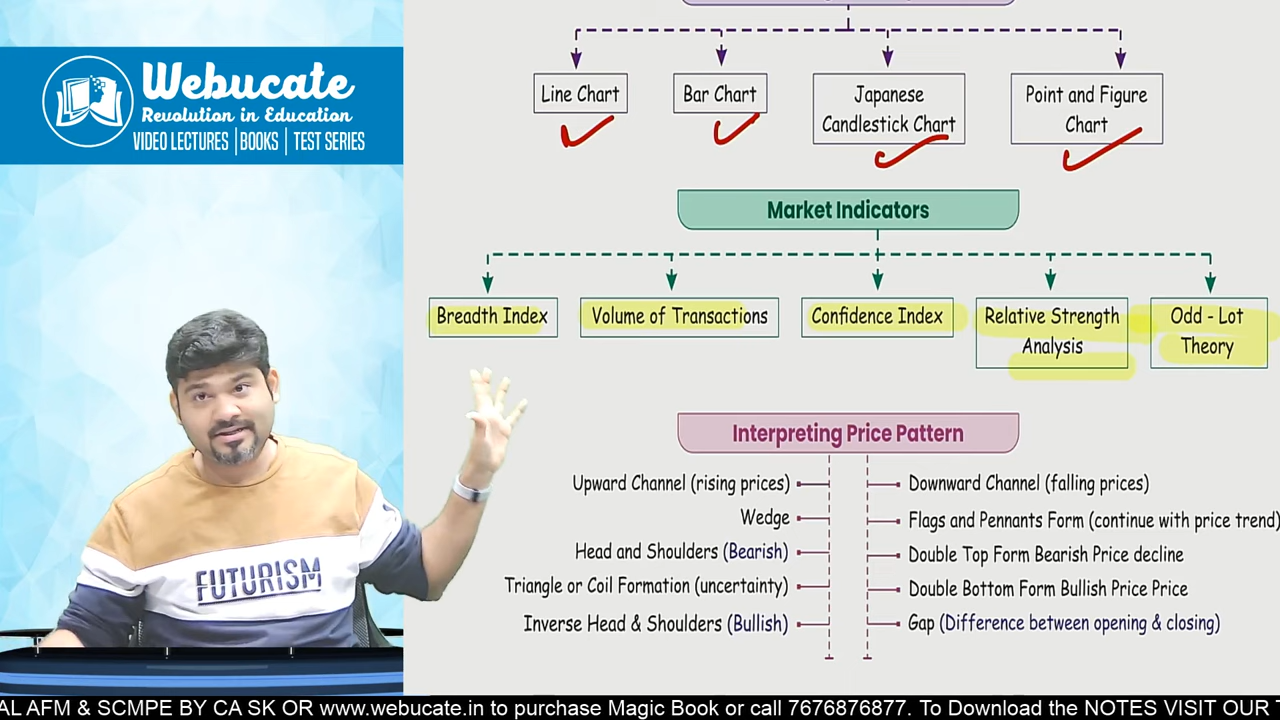 Webucate
Revolution in Education
VIDEO LECTURES | BOOKS | TEST SERIES
Line Chart
Bar Chart
Japanese
Candlestick Chart
Point and Figure
Chart
Market Indicators
Breadth Index
Volume of Transactions
Confidence Index
Relative Strength
Analysis
Odd - Lot
Theory
Interpreting Price Pattern
Upward Channel (rising prices)
Wedge
Head and Shoulders (Bearish)
Triangle or Coil Formation (uncertainty)
Inverse Head & Shoulders (Bullish)
Downward Channel (falling prices)
Flags and Pennants Form (continue with price trend)
Double Top Form Bearish Price decline
Double Bottom Form Bullish Price Price
Gap (Difference between opening & closing)
FUTURISM
AL AFM & SCMPE BY CA SK OR www.webucate.in to purchase Magic Book or call 7676876877. To Download the NOTES VISIT OUR